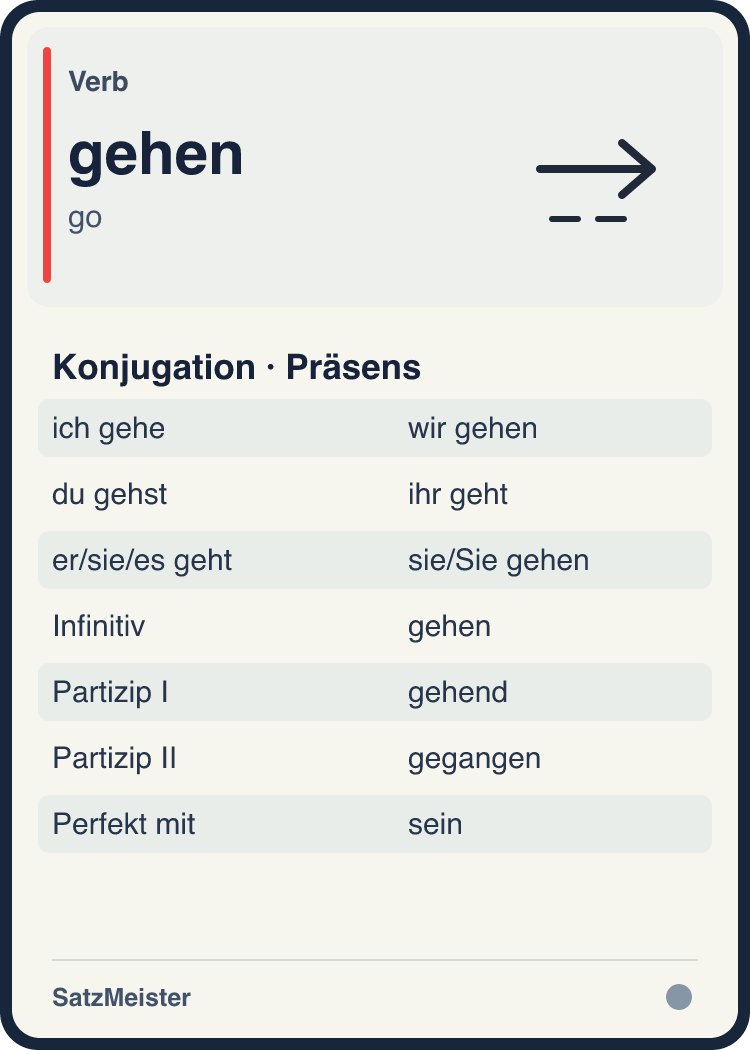 Verb
gehen
go
Konjugation · Präsens
ich gehe wir gehen
du gehst ihr geht
er/sie/es geht sie/Sie gehen
Infinitiv gehen
Partizip I gehend
Partizip II gegangen
Perfekt mit sein
SatzMeister